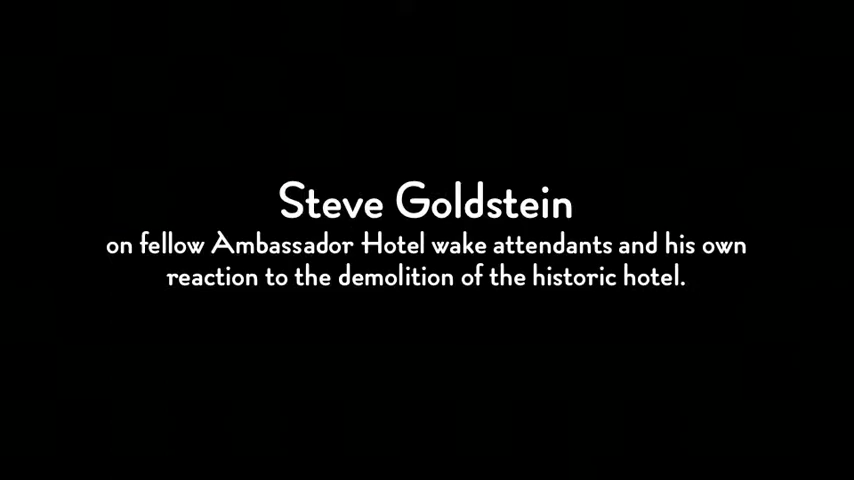 Steve Goldstein
on fellow Ambassador Hotel wake attendants and his own
reaction to the demolition of the historic hotel.